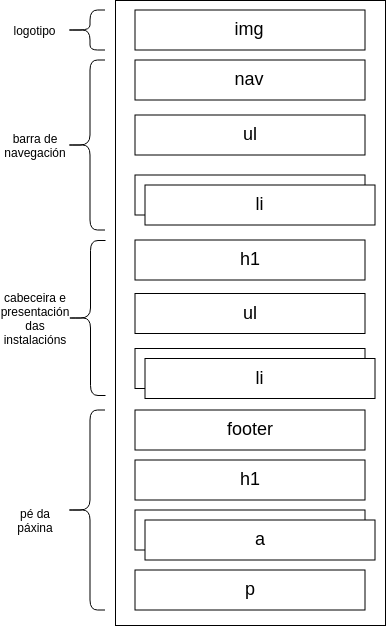 logotipo
img
barra de
navegación
nav
ul
li
cabeceira e
presentación
das
instalacións
h1
ul
li
pé da
páxina
footer
h1
a
p